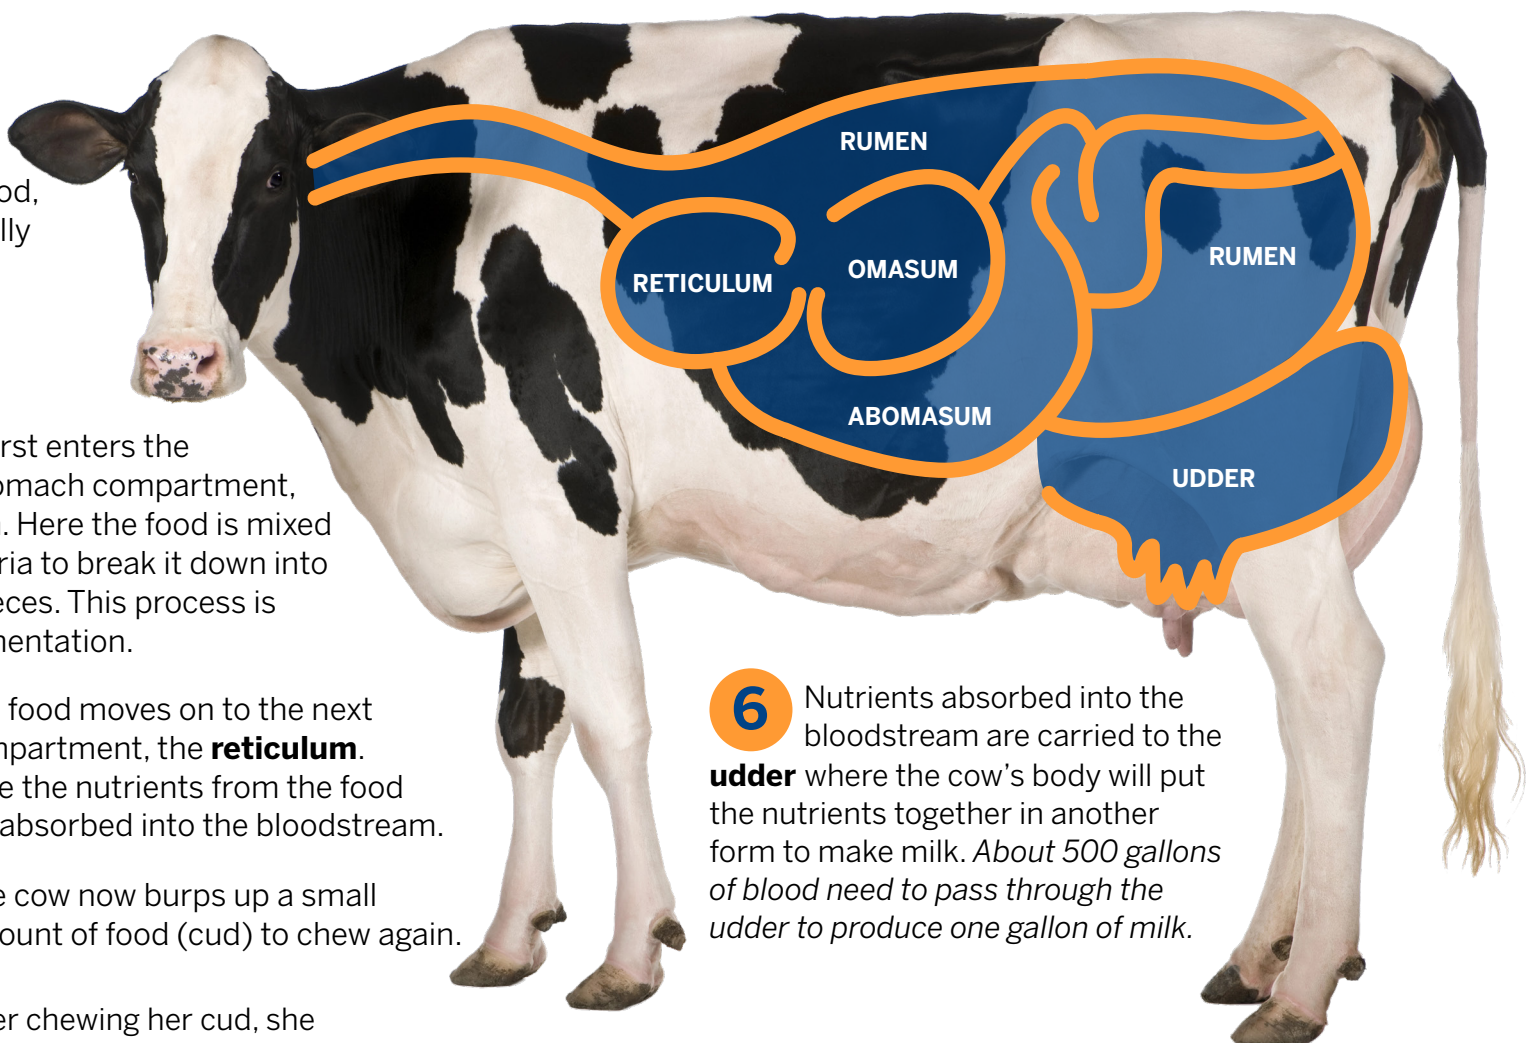 od,
lly
rst enters the
omach compartment,
. Here the food is mixed
ria to break it down into
eces. This process is
mentation.
food moves on to the next
mpartment, the reticulum.
e the nutrients from the food
absorbed into the bloodstream.
e cow now burps up a small
ount of food (cud) to chew again.
er chewing her cud, she
RUMEN
RETICULUM
OMASUM
RUMEN
ABOMASUM
UDDER
6 Nutrients absorbed into the
bloodstream are carried to the
udder where the cow's body will put
the nutrients together in another
form to make milk. About 500 gallons
of blood need to pass through the
udder to produce one gallon of milk.